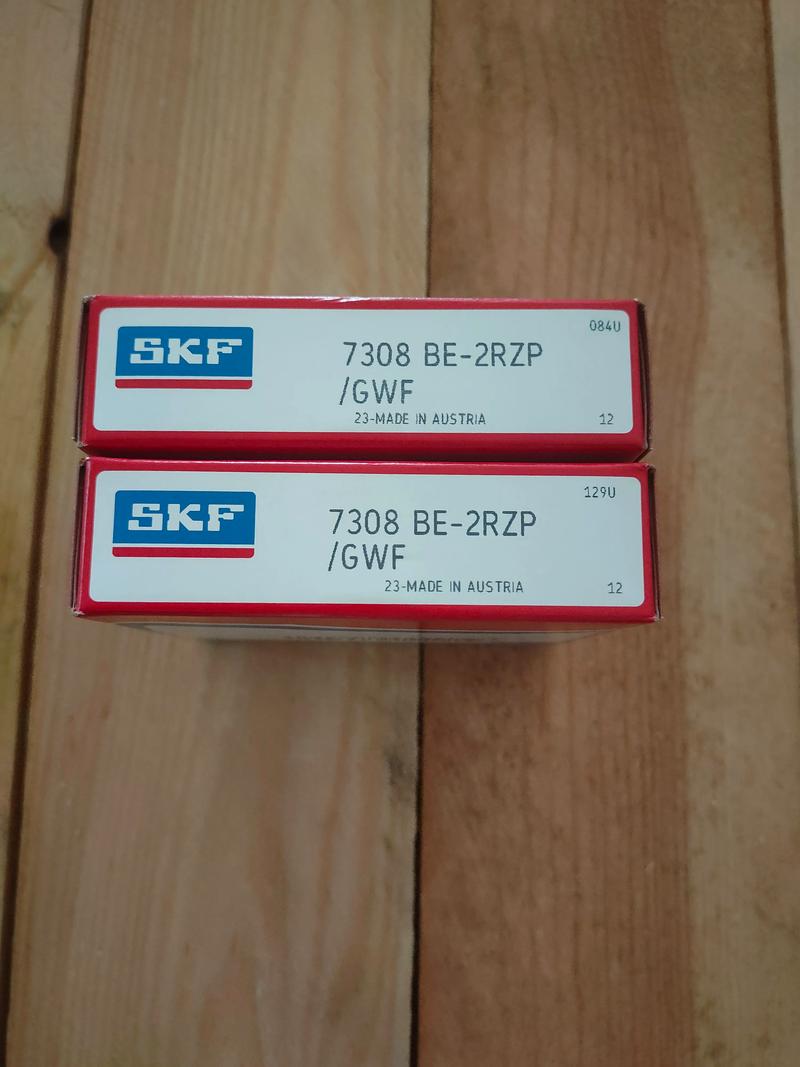 SKF
084U
7308 BE-2RZP
/GWF
23-MADE IN AUSTRIA
12
SKF
129U
7308 BE-2RZP
/GWF
23-MADE IN AUSTRIA
12